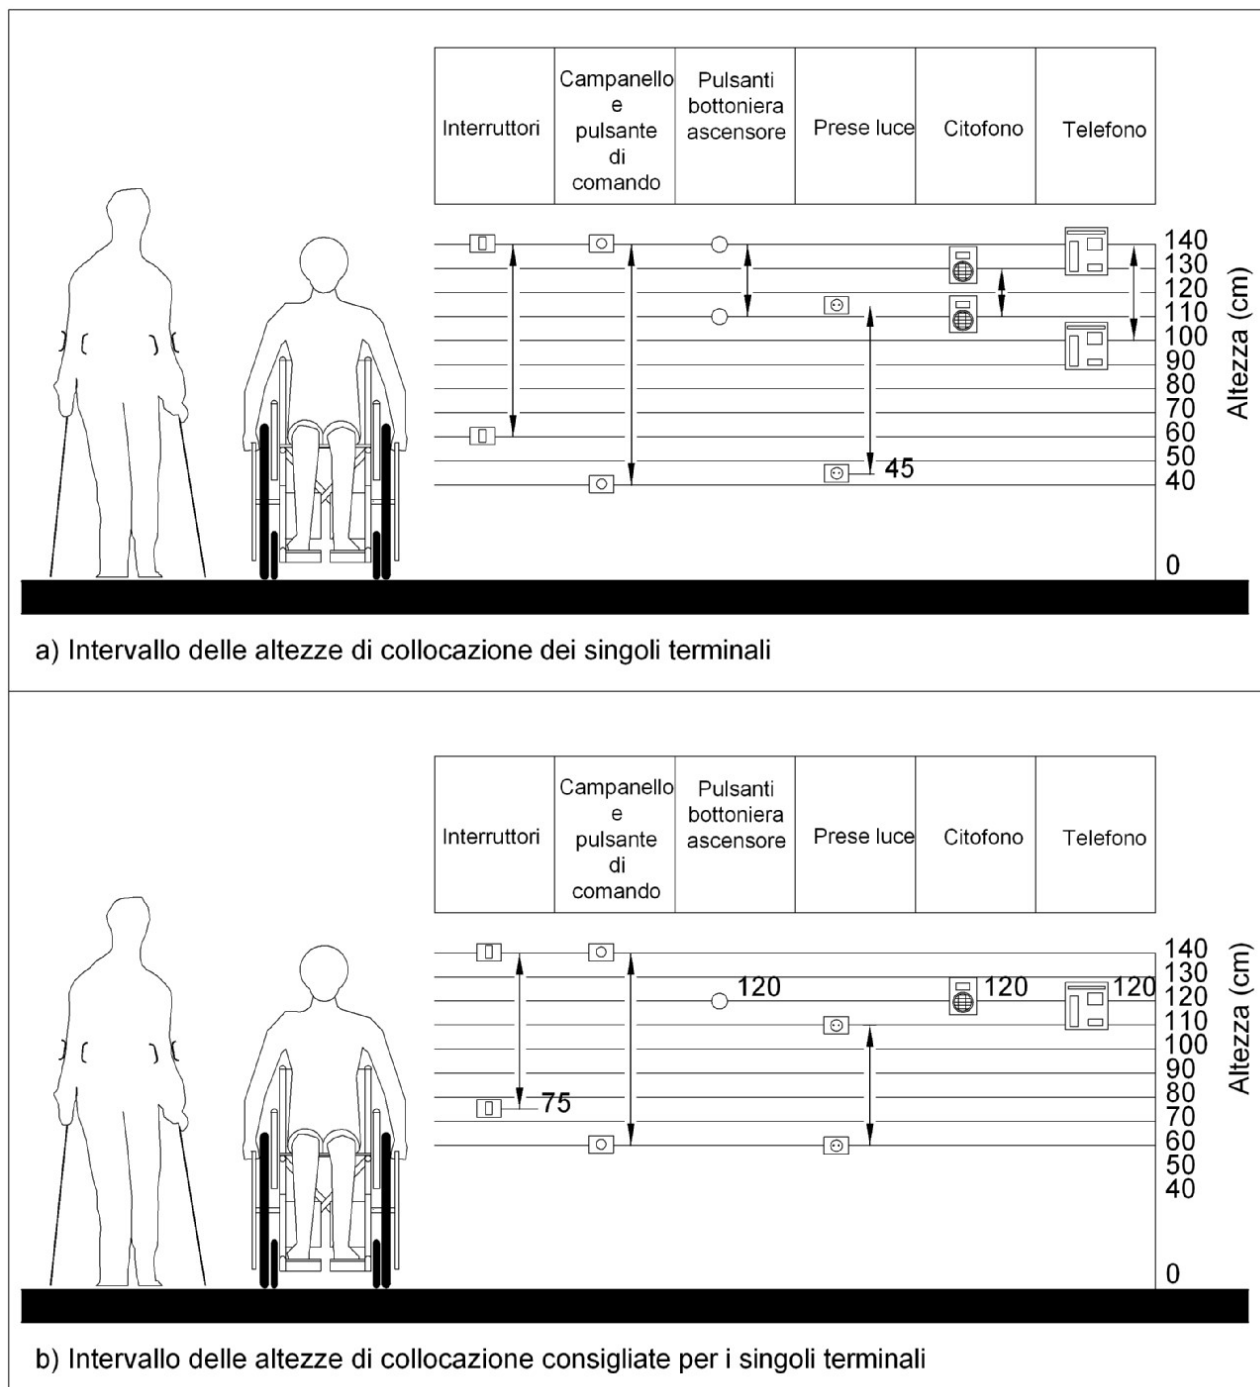 Interruttori
Campanello
e
pulsante
di
comando
Pulsanti
bottoniera
ascensore
Prese luce
Citofono
Telefono
140
130
120
110
100
90
80
70
60
50
40
0
45
Altezza (cm)
a) Intervallo delle altezze di collocazione dei singoli terminali
Interruttori
Campanello
e
pulsante
di
comando
Pulsanti
bottoniera
ascensore
Prese luce
Citofono
Telefono
120
120
120
75
140
130
120
110
100
90
80
70
60
50
40
0
Altezza (cm)
b) Intervallo delle altezze di collocazione consigliate per i singoli terminali